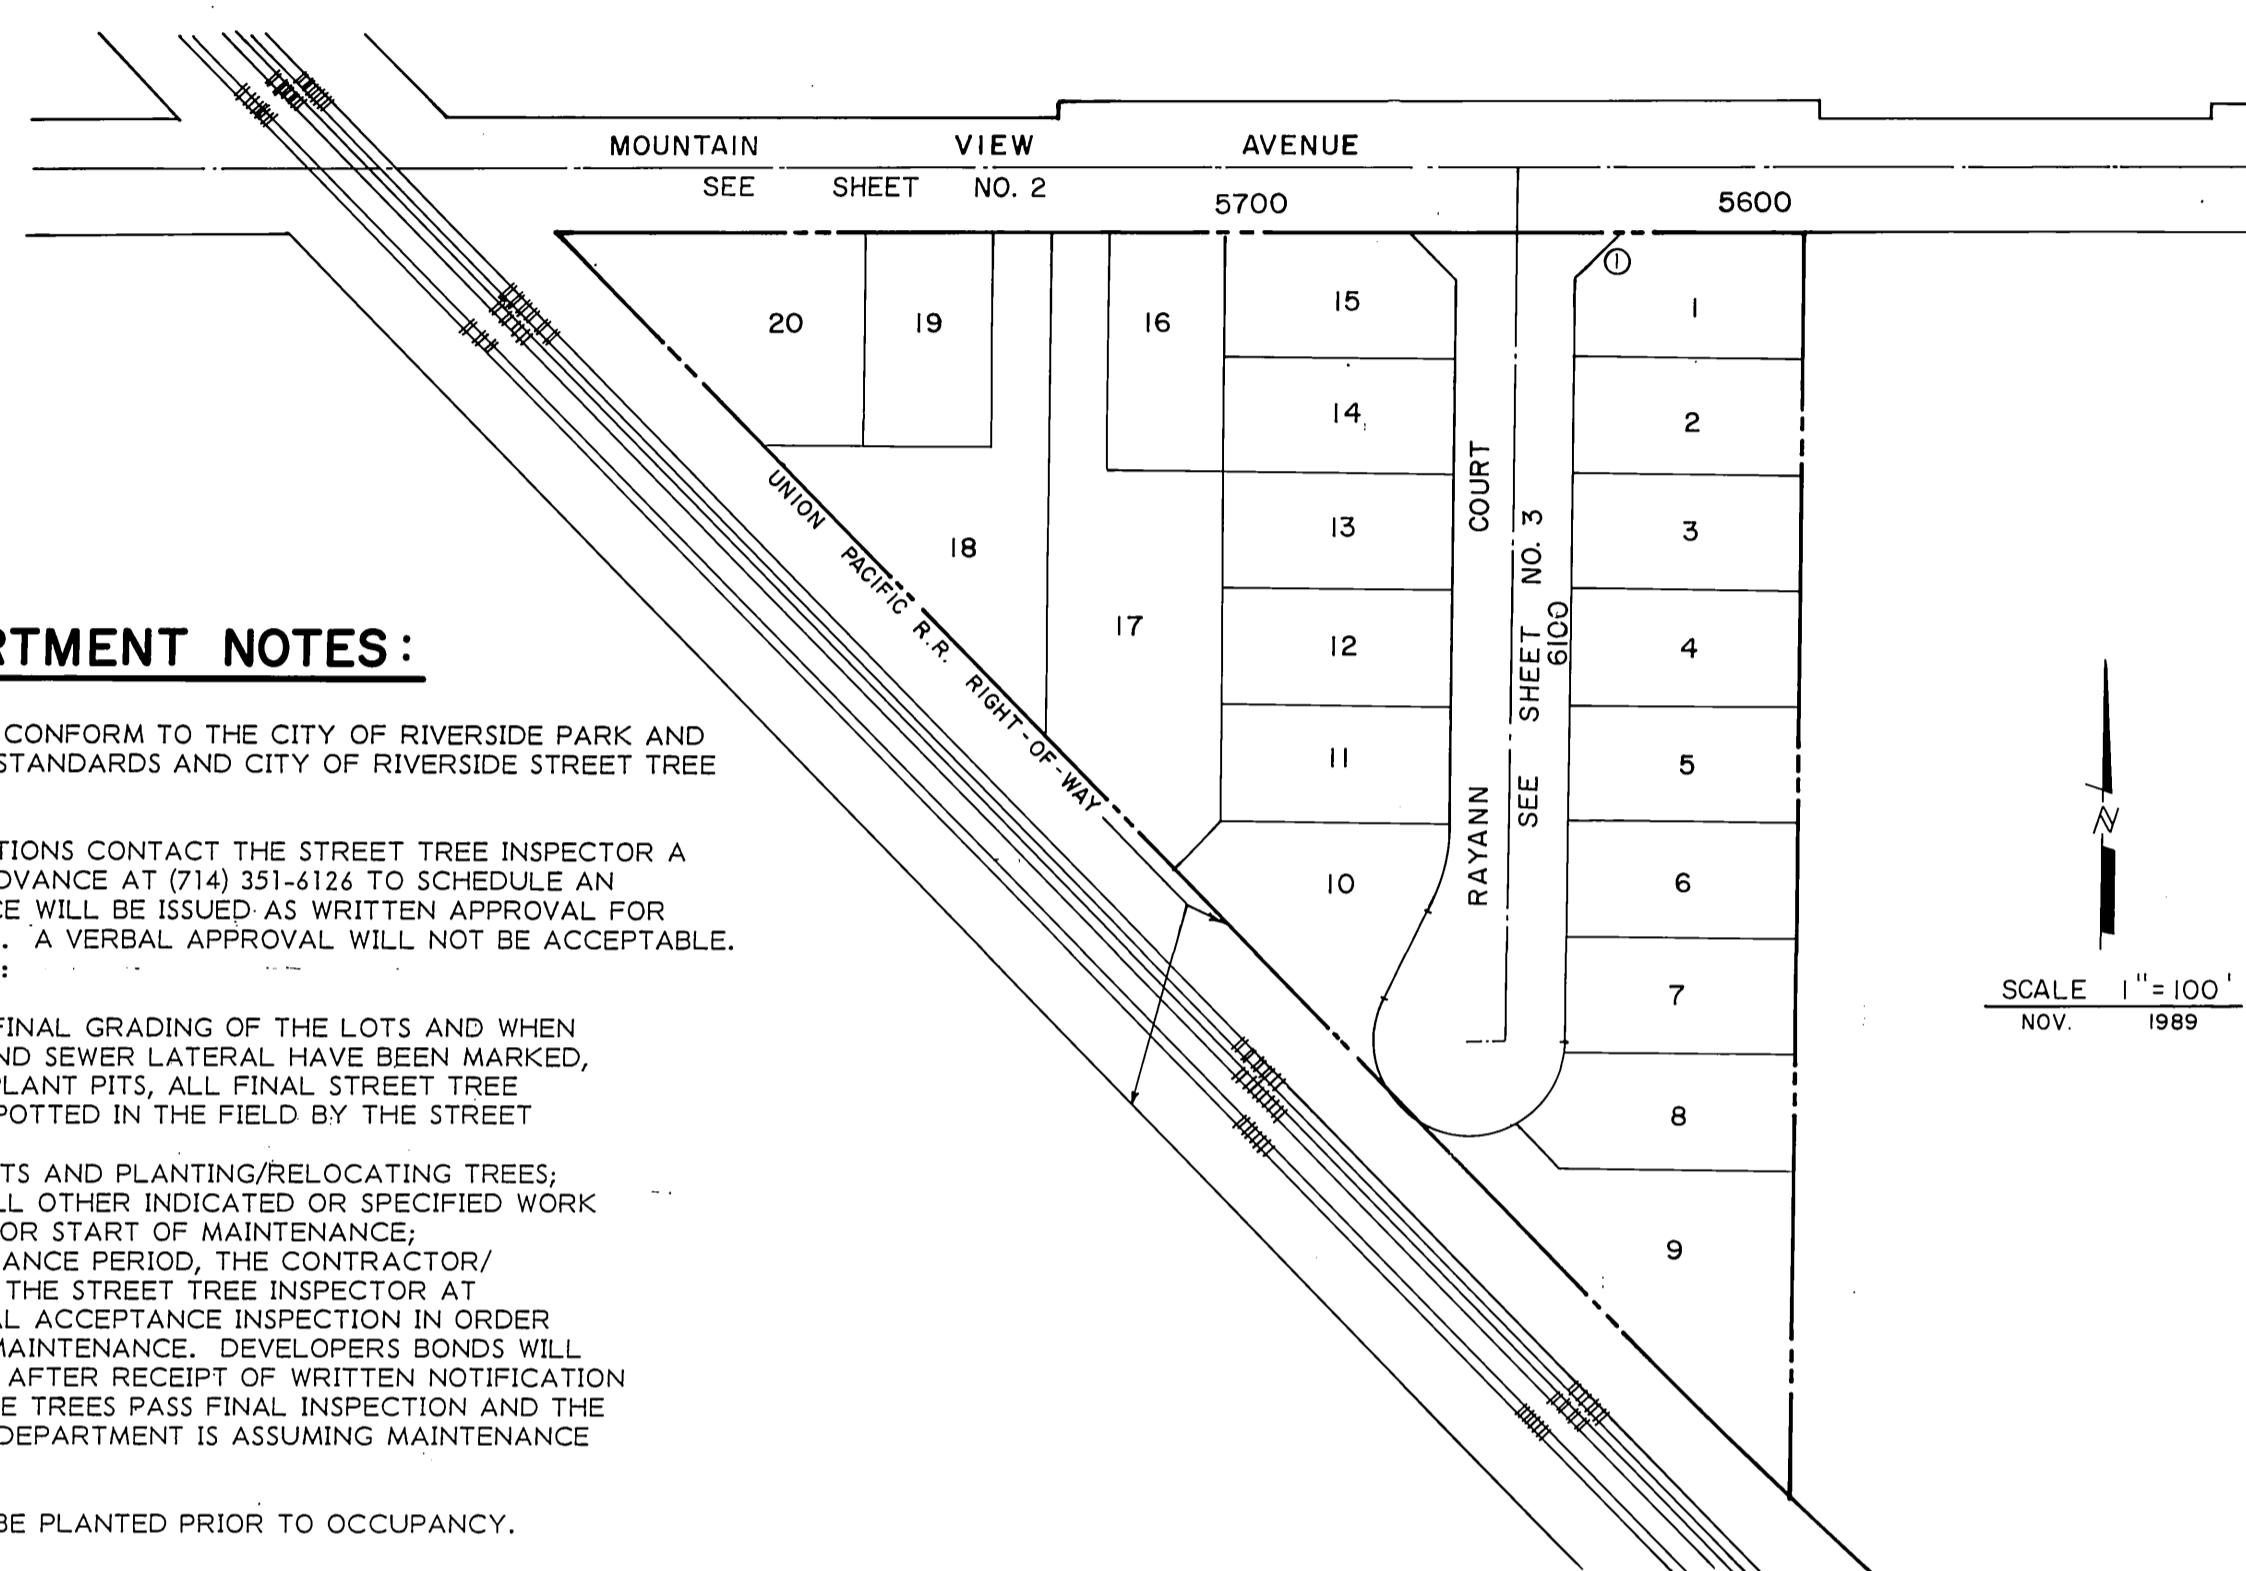 MOUNTAIN VIEW AVENUE
SEE SHEET NO. 2
5700
5600
①
20
19
16
15
1
14
2
13
3
18
17
12
4
11
5
10
6
7
8
9
RAYANN COURT
SEE SHEET NO. 3
6100
UNION PACIFIC R.R. RIGHT-OF-WAY
N
SCALE 1"=100'
NOV. 1989
RTMENT NOTES:
CONFORM TO THE CITY OF RIVERSIDE PARK AND
STANDARDS AND CITY OF RIVERSIDE STREET TREE
TIONS CONTACT THE STREET TREE INSPECTOR A
DVANCE AT (714) 351-6126 TO SCHEDULE AN
CE WILL BE ISSUED AS WRITTEN APPROVAL FOR
. A VERBAL APPROVAL WILL NOT BE ACCEPTABLE.
:
FINAL GRADING OF THE LOTS AND WHEN
ND SEWER LATERAL HAVE BEEN MARKED,
PLANT PITS, ALL FINAL STREET TREE
POTTED IN THE FIELD BY THE STREET
TS AND PLANTING/RELOCATING TREES;
LL OTHER INDICATED OR SPECIFIED WORK
OR START OF MAINTENANCE;
ANCE PERIOD, THE CONTRACTOR/
THE STREET TREE INSPECTOR AT
AL ACCEPTANCE INSPECTION IN ORDER
MAINTENANCE. DEVELOPERS BONDS WILL
AFTER RECEIPT OF WRITTEN NOTIFICATION
E TREES PASS FINAL INSPECTION AND THE
DEPARTMENT IS ASSUMING MAINTENANCE
BE PLANTED PRIOR TO OCCUPANCY.